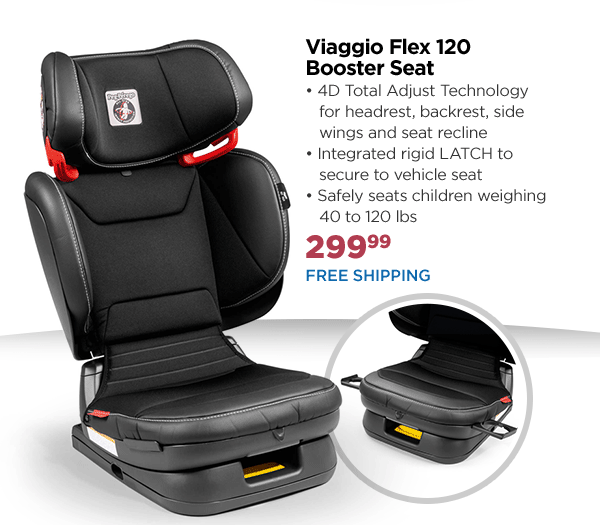 Viaggio Flex 120
Booster Seat
• 4D Total Adjust Technology
for headrest, backrest, side
wings and seat recline
• Integrated rigid LATCH to
secure to vehicle seat
• Safely seats children weighing
40 to 120 lbs
299⁹⁹
FREE SHIPPING
PegPerego